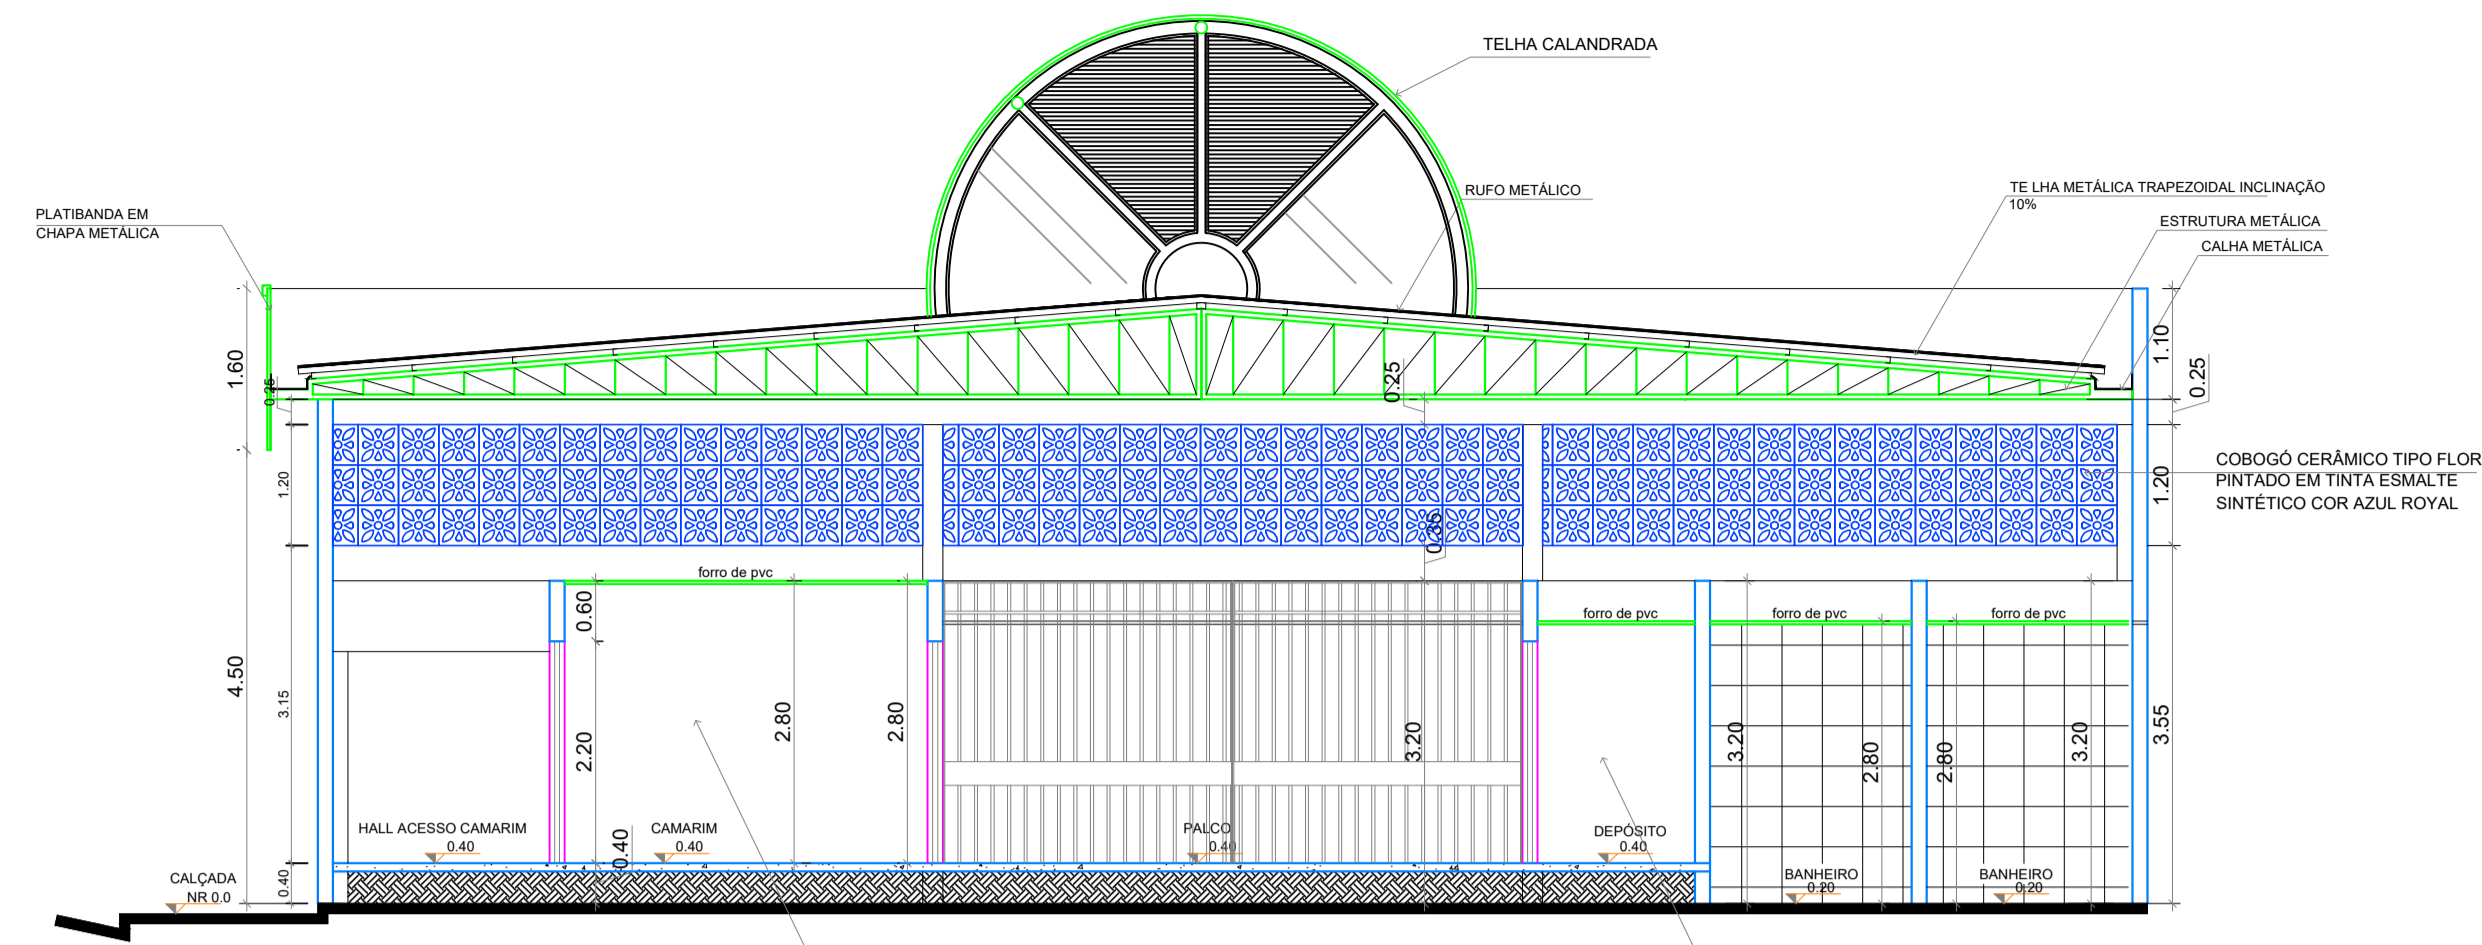 TELHA CALANDRADA
RUFO METÁLICO
TE LHA METÁLICA TRAPEZOIDAL INCLINAÇÃO
10%
PLATIBANDA EM
CHAPA METÁLICA
ESTRUTURA METÁLICA
CALHA METÁLICA
1.60
0.25
0.25
1.10
0.25
1.20
1.20
COBOGÓ CERÂMICO TIPO FLOR
PINTADO EM TINTA ESMALTE
SINTÉTICO COR AZUL ROYAL
0.35
forro de pvc
forro de pvc
forro de pvc
forro de pvc
0.60
4.50
3.15
2.20
2.80
2.80
3.20
3.20
2.80
2.80
3.20
3.55
HALL ACESSO CAMARIM
0.40
CAMARIM
0.40
PALCO
0.40
DEPÓSITO
0.40
0.40
CALÇADA
NR 0.0
0.40
BANHEIRO
0.20
BANHEIRO
0.20